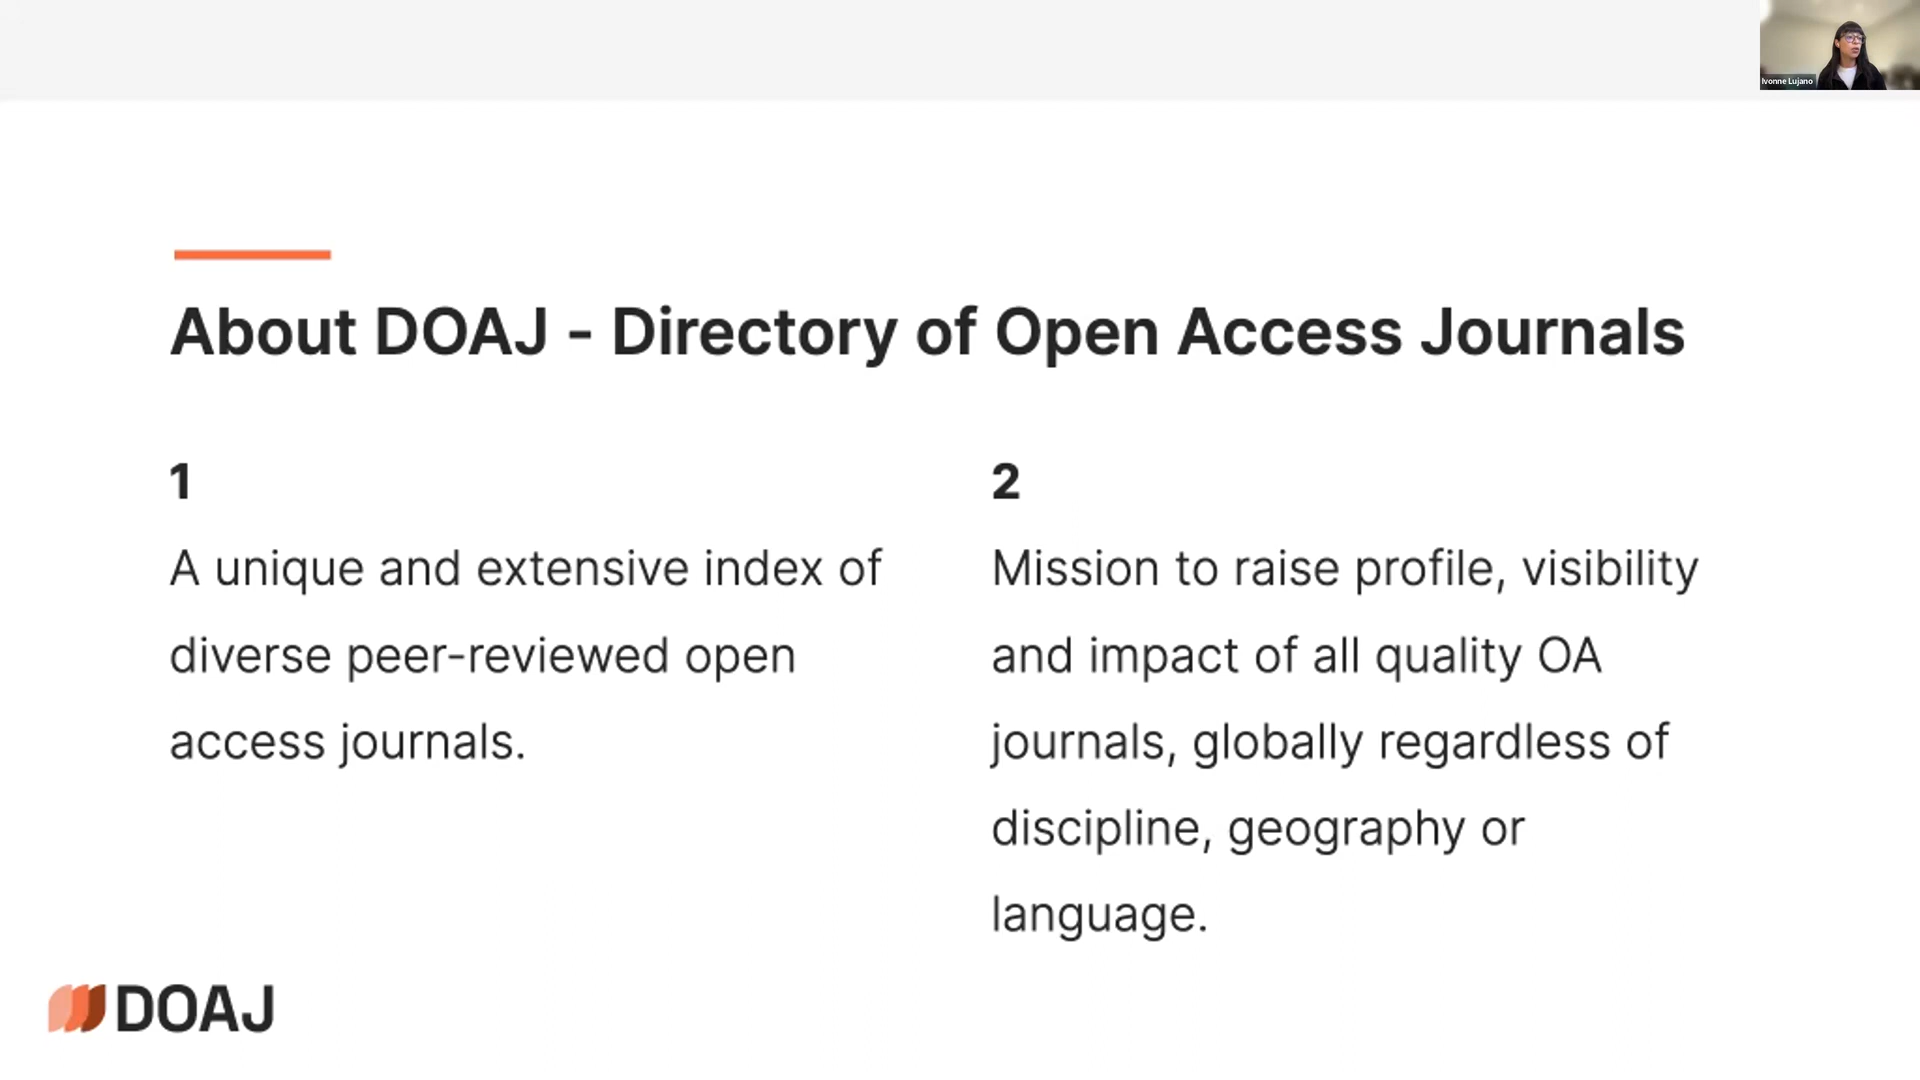 Ivonne Lujano
About DOAJ - Directory of Open Access Journals
1
A unique and extensive index of
diverse peer-reviewed open
access journals.
2
Mission to raise profile, visibility
and impact of all quality OA
journals, globally regardless of
discipline, geography or
language.
DOAJ